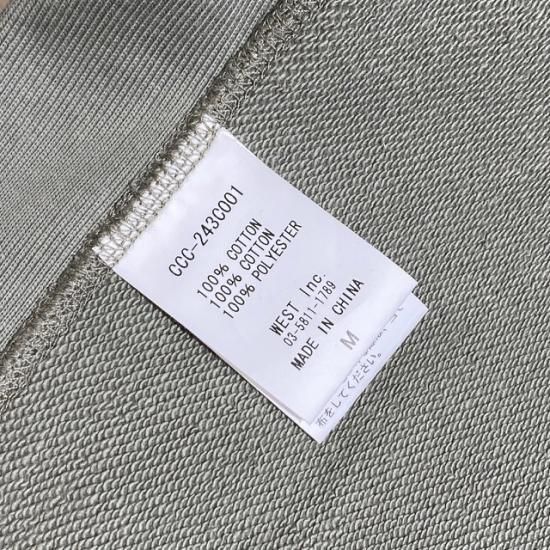 CCC-243C001
100% COTTON
100% COTTON
100% POLYESTER
WEST Inc.
03-5811-1789
MADE IN CHINA
M
布をしてください。